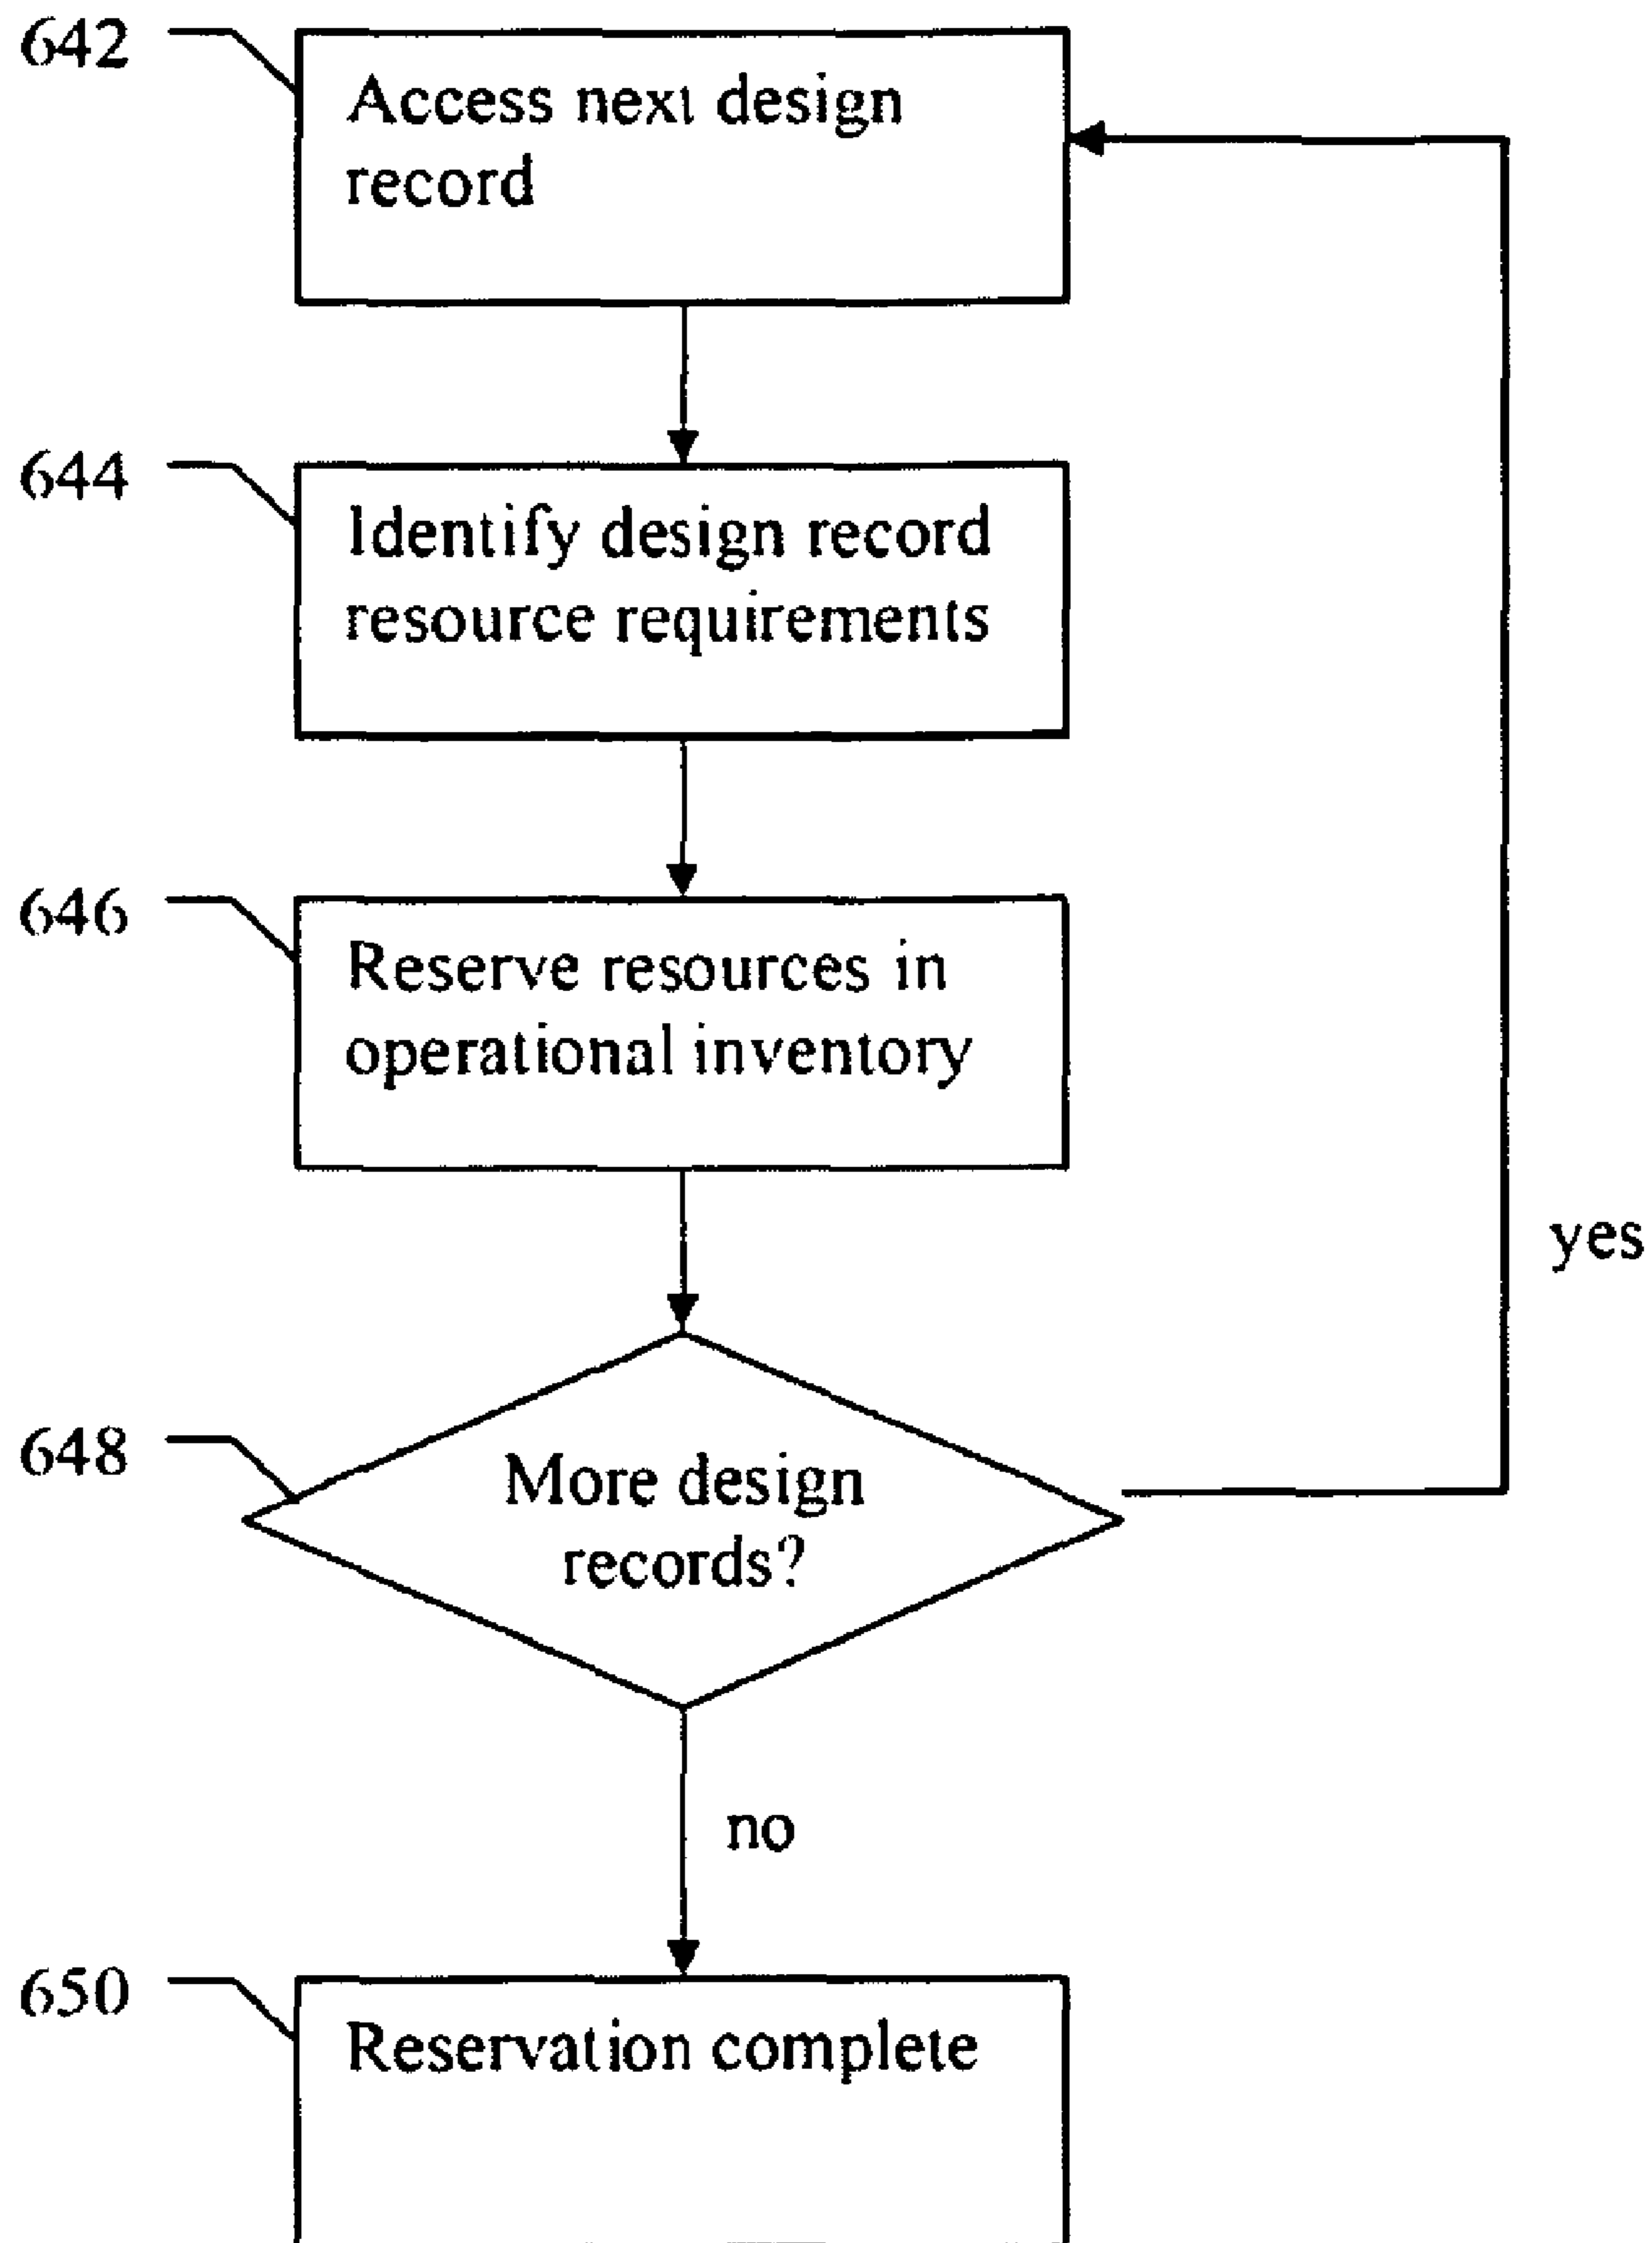 642
Access next design
record
644
Identify design record
resource requirements
646
Reserve resources in
operational inventory
yes
648
More design
records?
no
650
Reservation complete